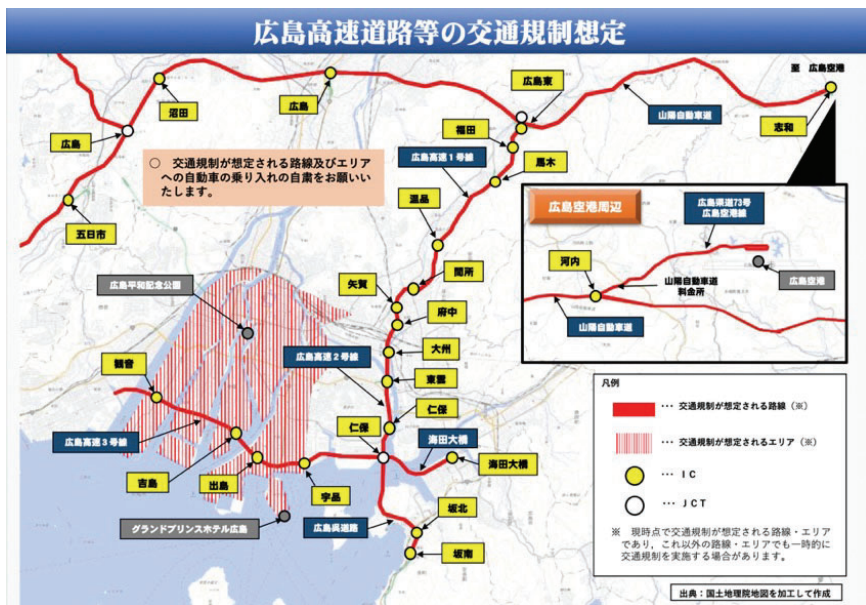 広島高速道路等の交通規制想定
至 広島空港
広島東
沼田
広島
福田
山陽自動車道
志和
広島
広島高速1号線
馬木
○ 交通規制が想定される路線及びエリア
への自動車の乗り入れの自粛をお願いい
たします。
五日市
温品
広島空港周辺
広島県道73号
広島空港線
河内
広島空港
山陽自動車道
料金所
山陽自動車道
広島平和記念公園
矢賀
間所
府中
大州
広島高速2号線
東雲
観音
仁保
仁保
広島高速3号線
海田大橋
海田大橋
吉島
出島
宇品
グランドプリンスホテル広島
広島呉道路
坂北
坂南
凡例
… 交通規制が想定される路線（※）
… 交通規制が想定されるエリア（※）
… IC
… JCT
※ 現時点で交通規制が想定される路線・エリア
であり，これ以外の路線・エリアでも一時的に
交通規制を実施する場合があります。
出典：国土地理院地図を加工して作成